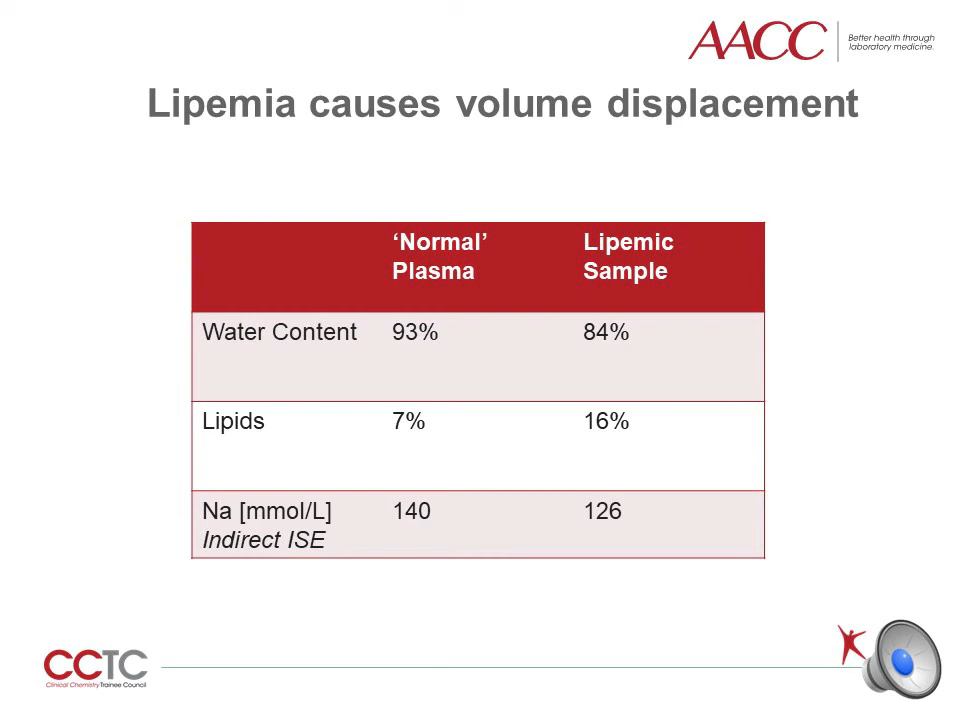 AACC
Better health through
laboratory medicine.
Lipemia causes volume displacement
‘Normal’ Plasma
Lipemic Sample
Water Content 93% 84%
Lipids 7% 16%
Na [mmol/L] 140 126
Indirect ISE
CCTC
Clinical Chemistry Trainee Council